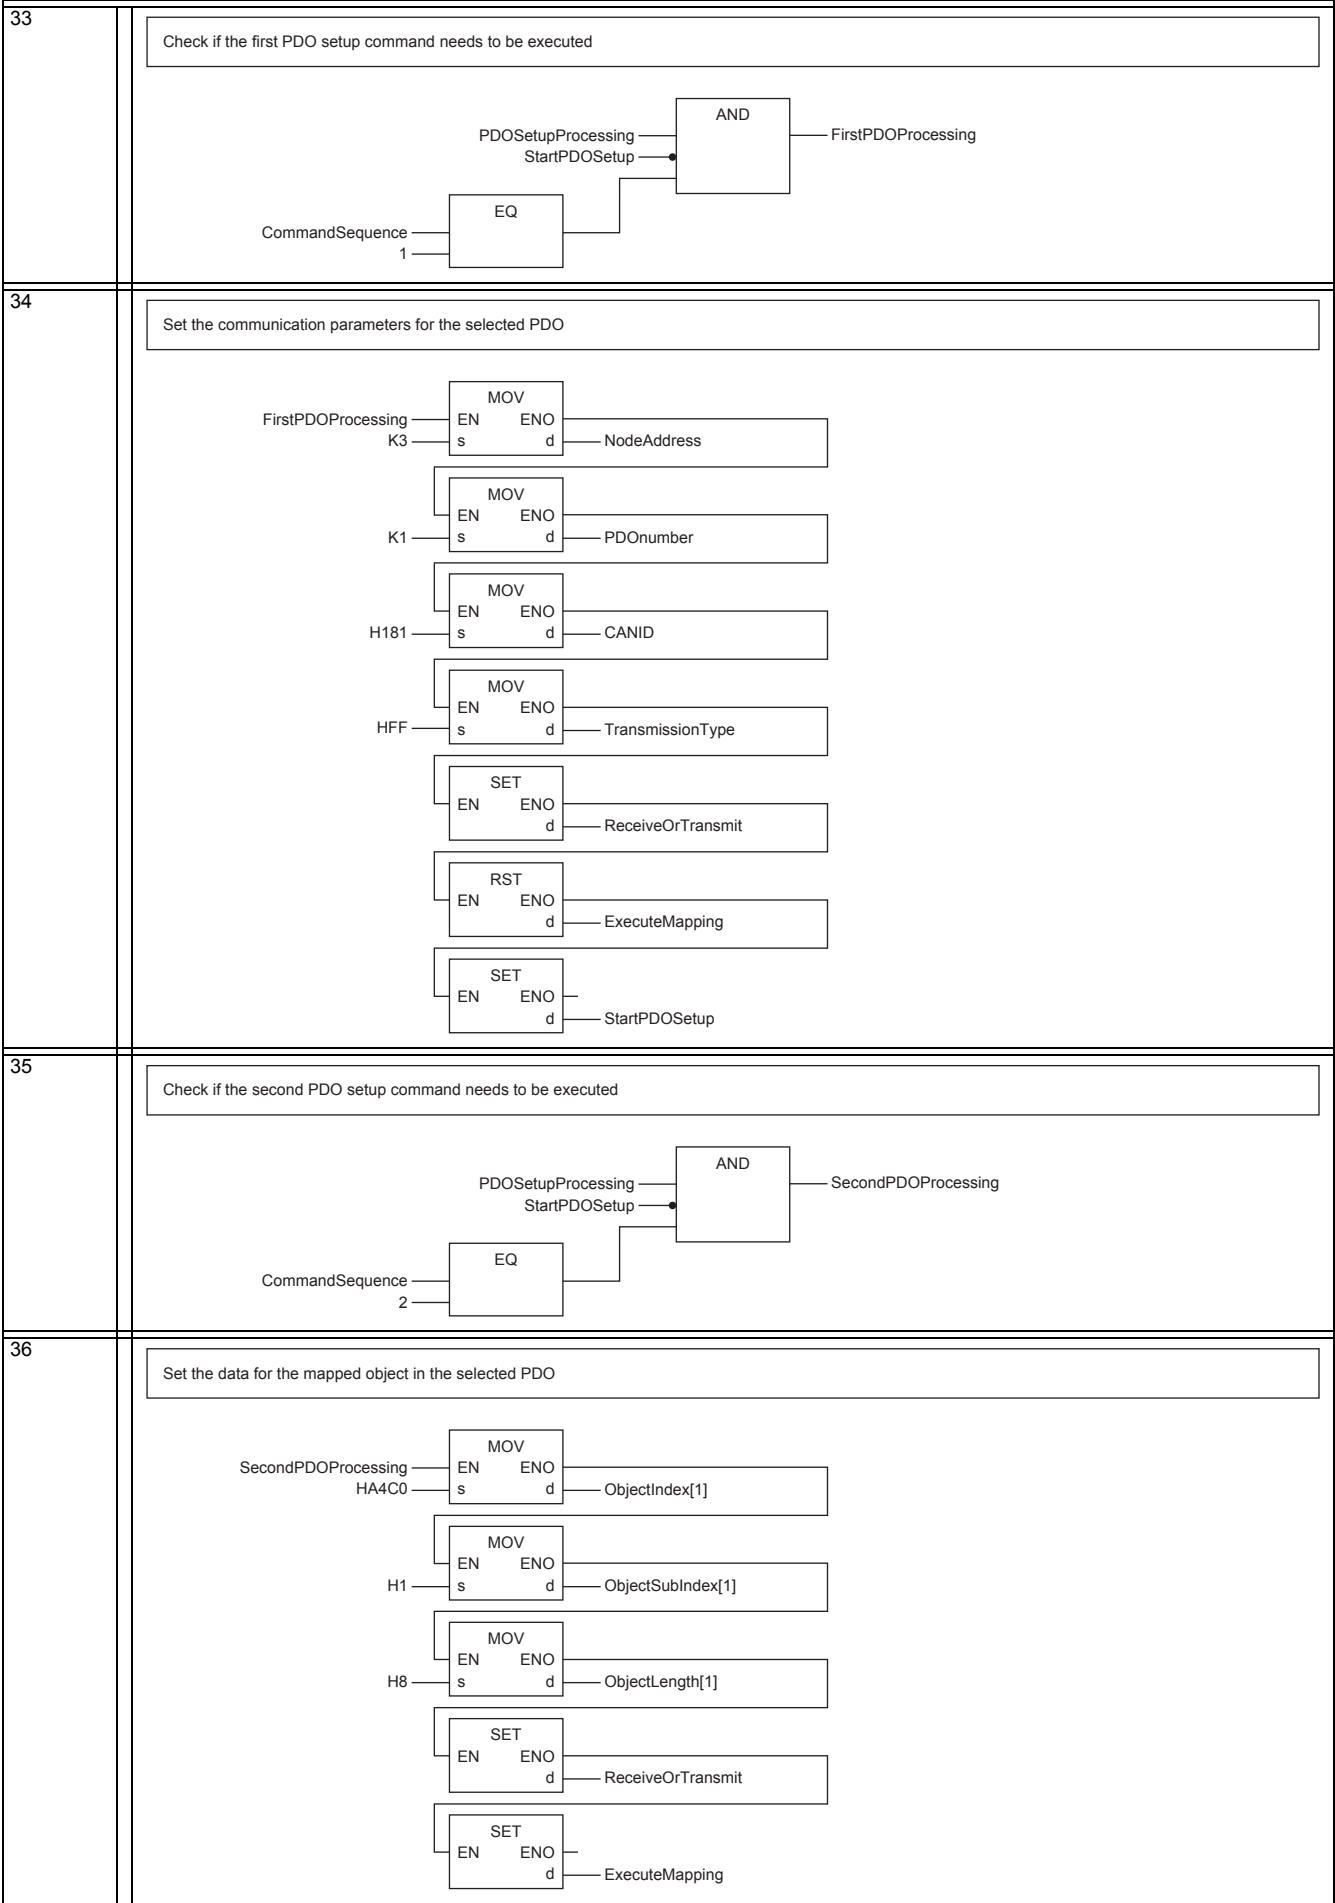 33
Check if the first PDO setup command needs to be executed
AND
PDOSetupProcessing
FirstPDOProcessing
StartPDOSetup
EQ
CommandSequence
1
34
Set the communication parameters for the selected PDO
MOV
FirstPDOProcessing EN ENO
K3 s d NodeAddress
MOV
EN ENO
K1 s d PDOnumber
MOV
EN ENO
H181 s d CANID
MOV
EN ENO
HFF s d TransmissionType
SET
EN ENO
d ReceiveOrTransmit
RST
EN ENO
d ExecuteMapping
SET
EN ENO
d StartPDOSetup
35
Check if the second PDO setup command needs to be executed
AND
PDOSetupProcessing
SecondPDOProcessing
StartPDOSetup
EQ
CommandSequence
2
36
Set the data for the mapped object in the selected PDO
MOV
SecondPDOProcessing EN ENO
HA4C0 s d ObjectIndex[1]
MOV
EN ENO
H1 s d ObjectSubIndex[1]
MOV
EN ENO
H8 s d ObjectLength[1]
SET
EN ENO
d ReceiveOrTransmit
SET
EN ENO
d ExecuteMapping